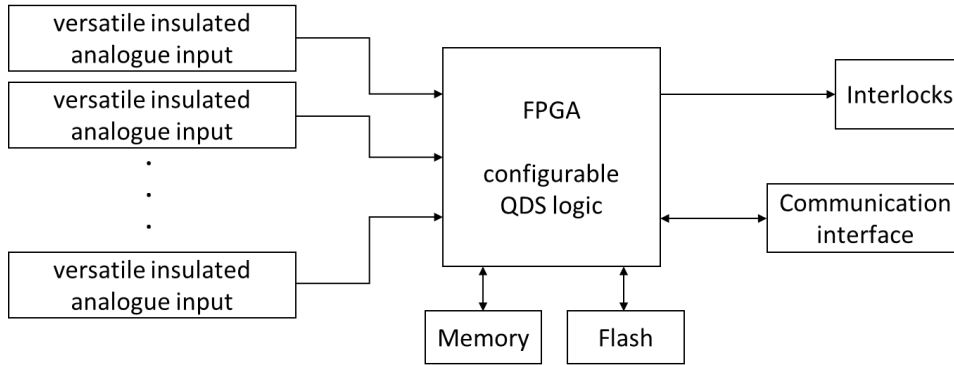 versatile insulated
analogue input
versatile insulated
analogue input
versatile insulated
analogue input
FPGA
configurable
QDS logic
Interlocks
Communication
interface
Memory
Flash